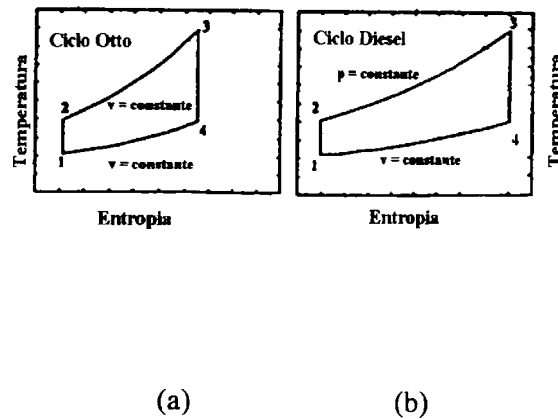 Ciclo Otto
3
2
v = constante
4
1
v = constante
Temperatura
Entropia
(a)
Ciclo Diesel
3
p = constante
2
4
1
v = constante
Temperatura
Entropia
(b)